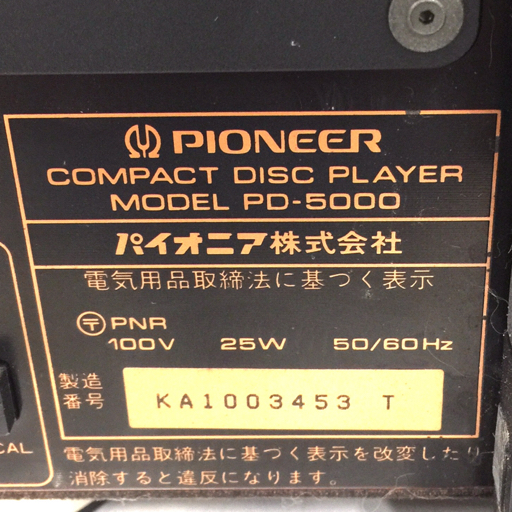 PIONEER
COMPACT DISC PLAYER
MODEL PD-5000
パイオニア株式会社
電気用品取締法に基づく表示
〒 PNR
100V 25W 50/60Hz
製造
番号
KA1003453 T
CAL
電気用品取締法に基づく表示を改変したり
消除すると違反になります。